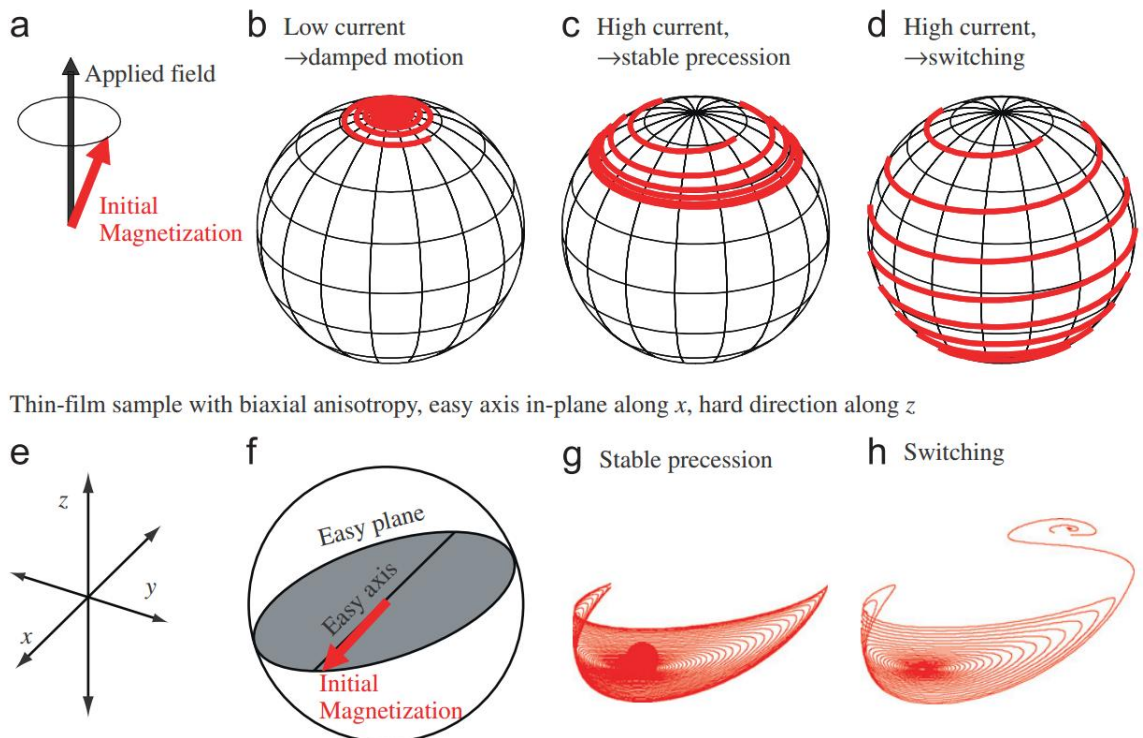 a
b Low current
→damped motion
c High current,
→stable precession
d High current,
→switching
Applied field
Initial
Magnetization
Thin-film sample with biaxial anisotropy, easy axis in-plane along x, hard direction along z
e
f
g Stable precession
h Switching
z
y
x
Easy plane
Easy axis
Initial
Magnetization